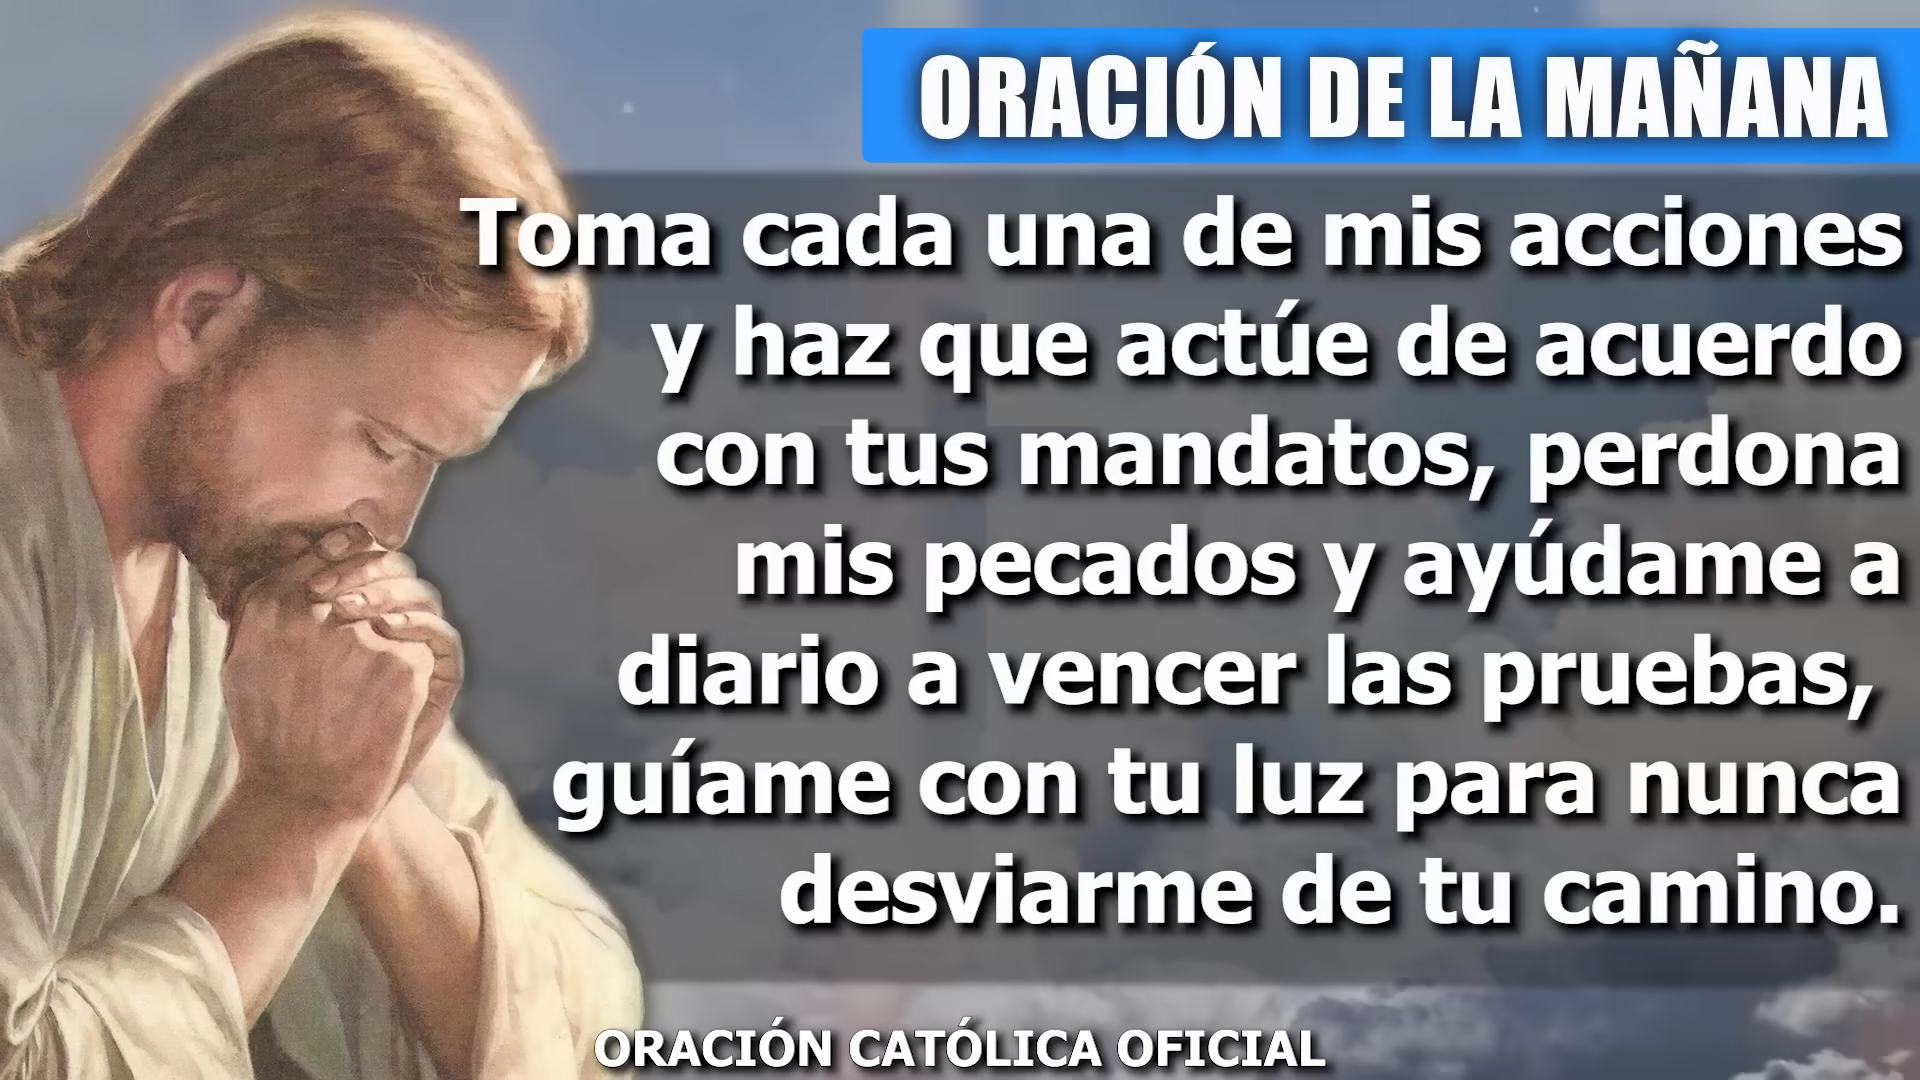 ORACIÓN DE LA MAÑANA
Toma cada una de mis acciones
y haz que actúe de acuerdo
con tus mandatos, perdona
mis pecados y ayúdame a
diario a vencer las pruebas,
guíame con tu luz para nunca
desviarme de tu camino.
ORACIÓN CATÓLICA OFICIAL